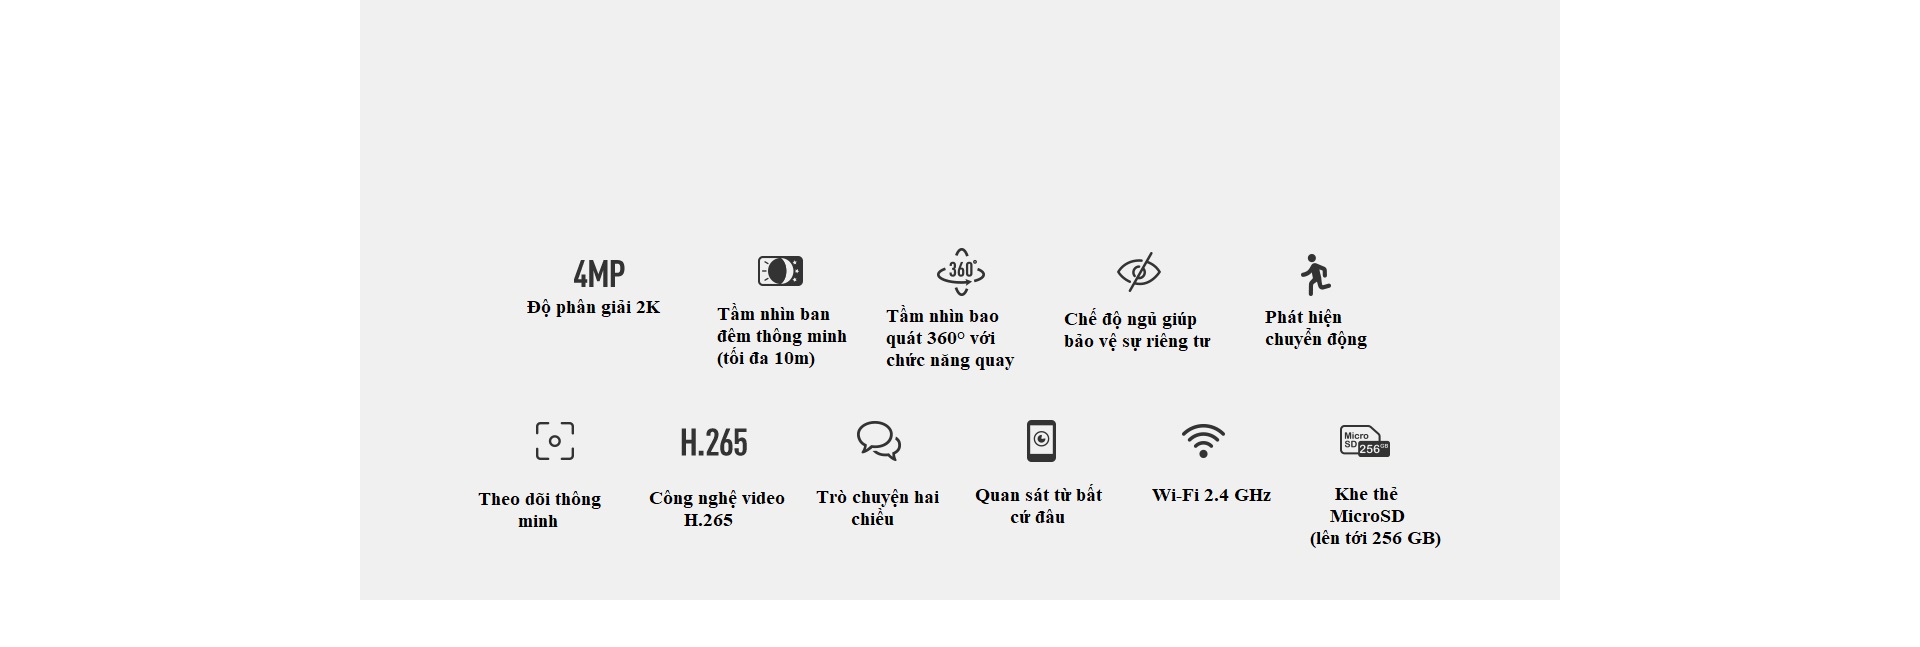 4MP
Độ phân giải 2K
Tầm nhìn ban
đêm thông minh
(tối đa 10m)
360°
Tầm nhìn bao
quát 360° với
chức năng quay
Chế độ ngủ giúp
bảo vệ sự riêng tư
Phát hiện
chuyển động
Theo dõi thông
minh
H.265
Công nghệ video
H.265
Trò chuyện hai
chiều
Quan sát từ bất
cứ đâu
Wi-Fi 2.4 GHz
Micro
SD
256GB
Khe thẻ
MicroSD
(lên tới 256 GB)